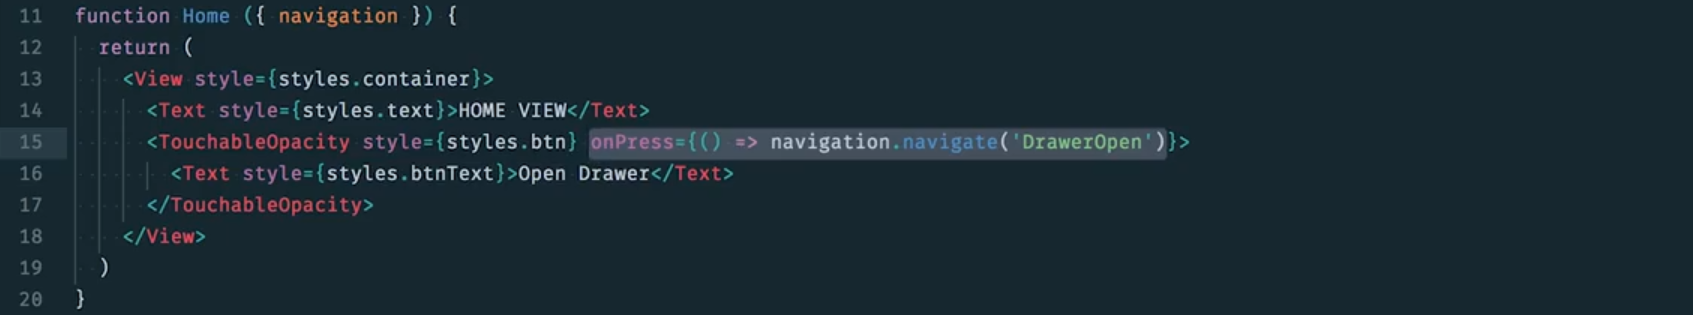 11 function Home ({ navigation }) {
12 return (
13 <View style={styles.container}>
14 <Text style={styles.text}>HOME VIEW</Text>
15 <TouchableOpacity style={styles.btn} onPress={() => navigation.navigate('DrawerOpen')}>
16 <Text style={styles.btnText}>Open Drawer</Text>
17 </TouchableOpacity>
18 </View>
19 )
20 }